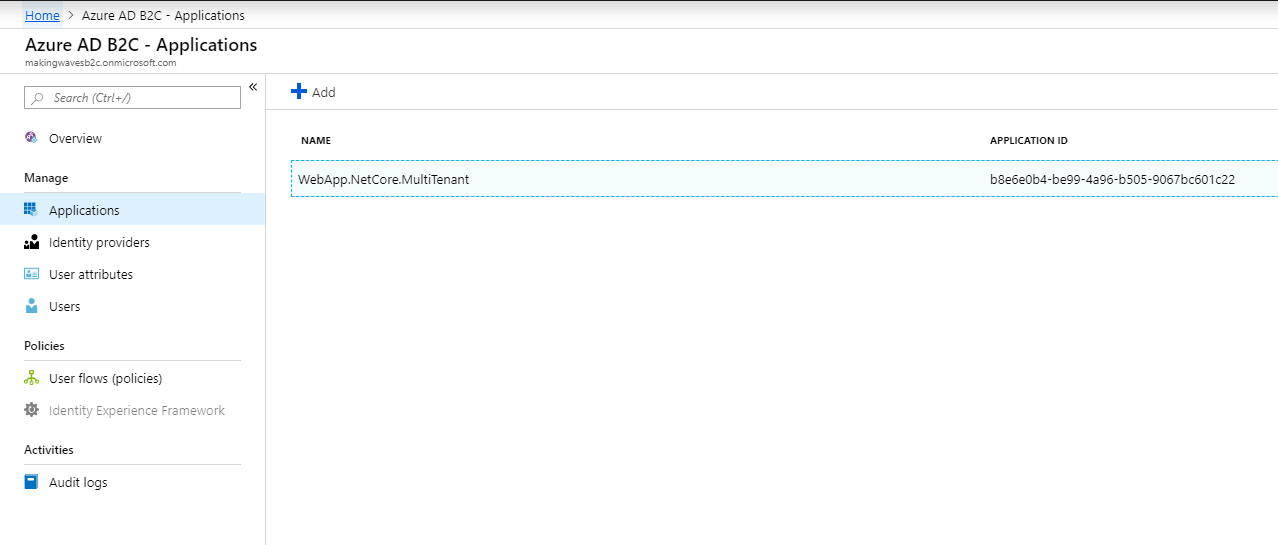 Home > Azure AD B2C - Applications
Azure AD B2C - Applications
makingwavesb2c.onmicrosoft.com
«
Search (Ctrl+/)
Add
Overview
NAME APPLICATION ID
Manage
WebApp.NetCore.MultiTenant b8e6e0b4-be99-4a96-b505-9067bc601c22
Applications
Identity providers
User attributes
Users
Policies
User flows (policies)
Identity Experience Framework
Activities
Audit logs